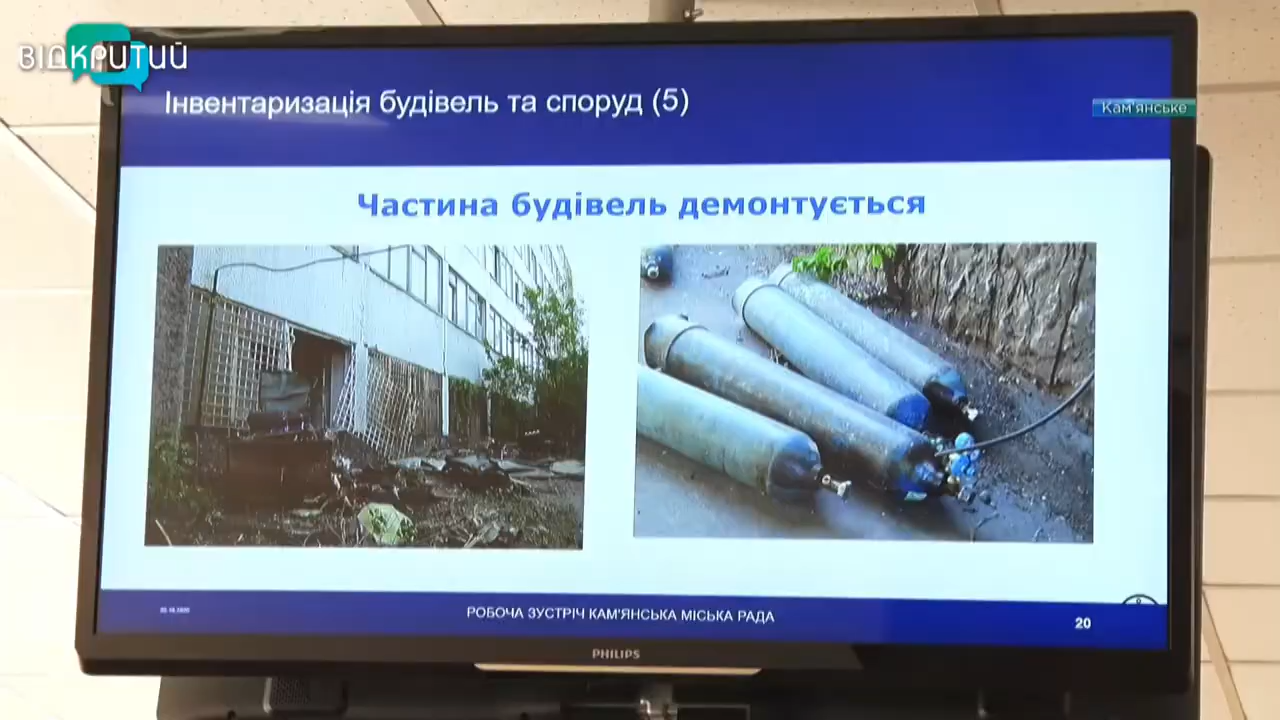 ВІДКРИТИЙ
Інвентаризація будівель та споруд (5)
Кам'янське
Частина будівель демонтується
РОБОЧА ЗУСТРІЧ КАМ'ЯНСЬКА МІСЬКА РАДА
20
PHILIPS